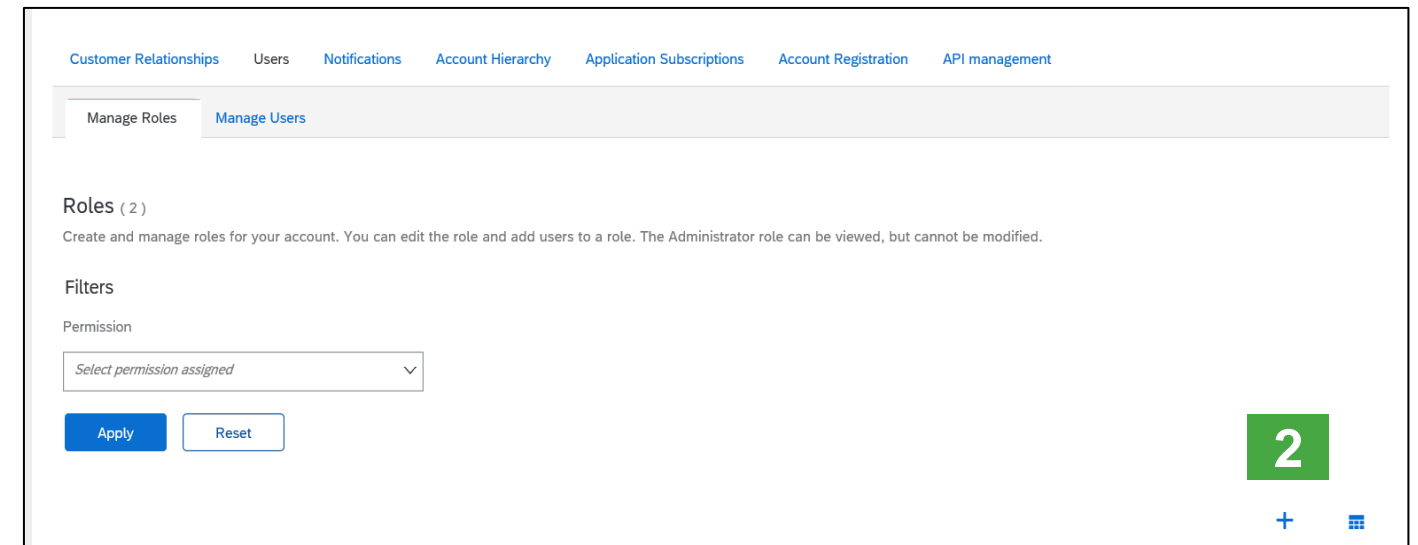 Customer Relationships Users Notifications Account Hierarchy Application Subscriptions Account Registration API management
Manage Roles Manage Users
Roles ( 2 )
Create and manage roles for your account. You can edit the role and add users to a role. The Administrator role can be viewed, but cannot be modified.
Filters
Permission
Select permission assigned
Apply Reset
2
+